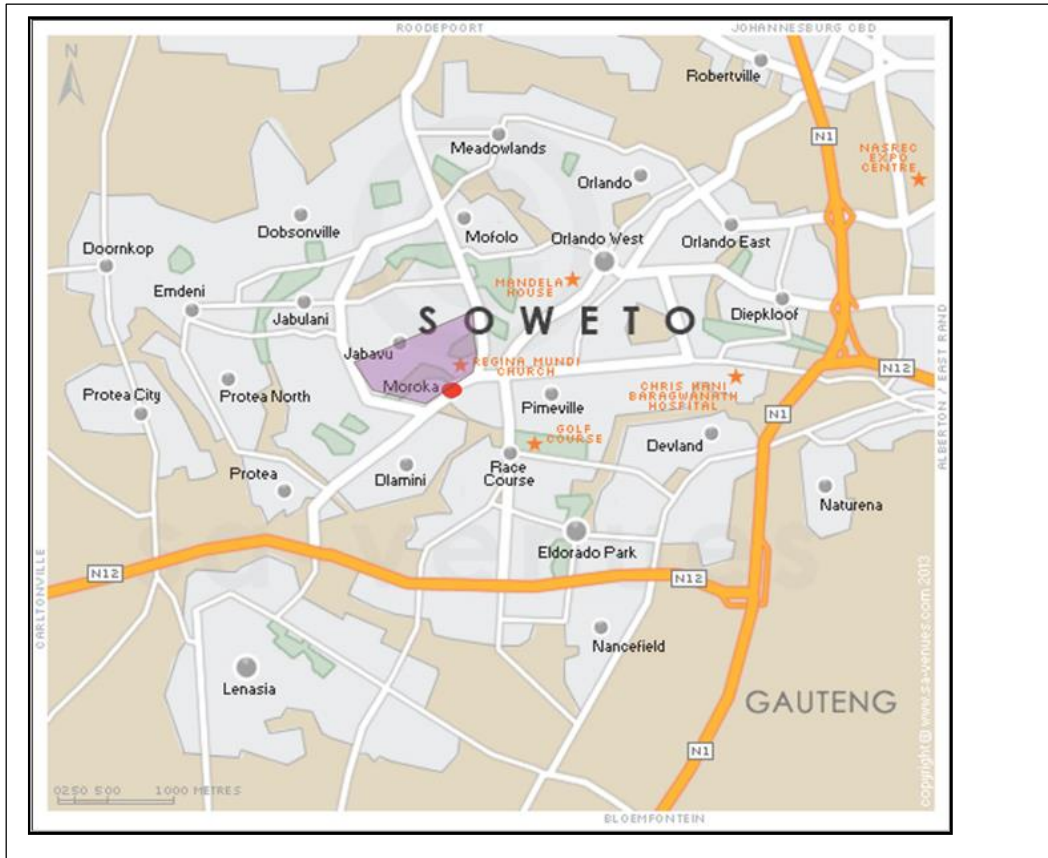 ROODEPOORT
JOHANNESBURG CBD
N
Robertville
N1
Meadowlands
NASREC
EXPO
CENTRE
Orlando
Dobsonville
Mofolo
Orlando West
Orlando East
Doornkop
MANDELA
HOUSE
Emdeni
Jabulani
SOWETO
Diepkloof
Jabavu
REGINA MUNDI
CHURCH
N12
Moroka
CHRIS HANI
BARAGWANATH
HOSPITAL
Protea City
Protea North
Pimeville
N1
GOLF
COURSE
Devland
Protea
Dlamini
Race
Course
Naturena
Eldorado Park
sa-venues
N12
N12
Nancefield
Lenasia
GAUTENG
N1
0250 500 1000 METRES
BLOEMFONTEIN
CARLTONVILLE
ALBERTON / EAST RAND
copyright @ www.sa-venues.com 2013